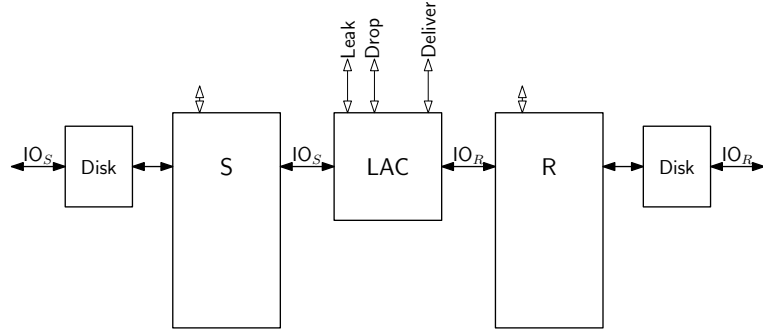 Leak
Drop
Deliver
IO_S
Disk
S
IO_S
LAC
IO_R
R
Disk
IO_R